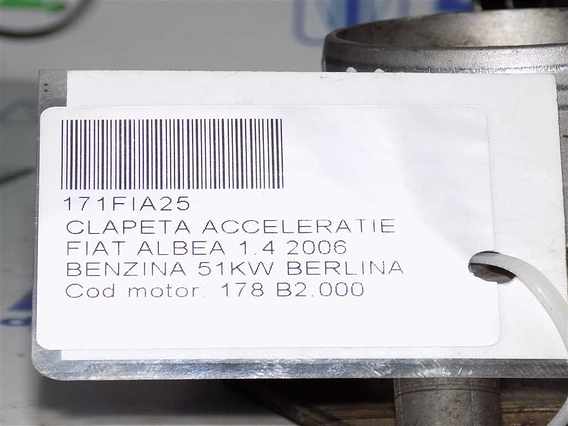 171FIA25
CLAPETA ACCELERATIE
FIAT ALBEA 1.4 2006
BENZINA 51KW BERLINA
Cod motor: 178 B2.000